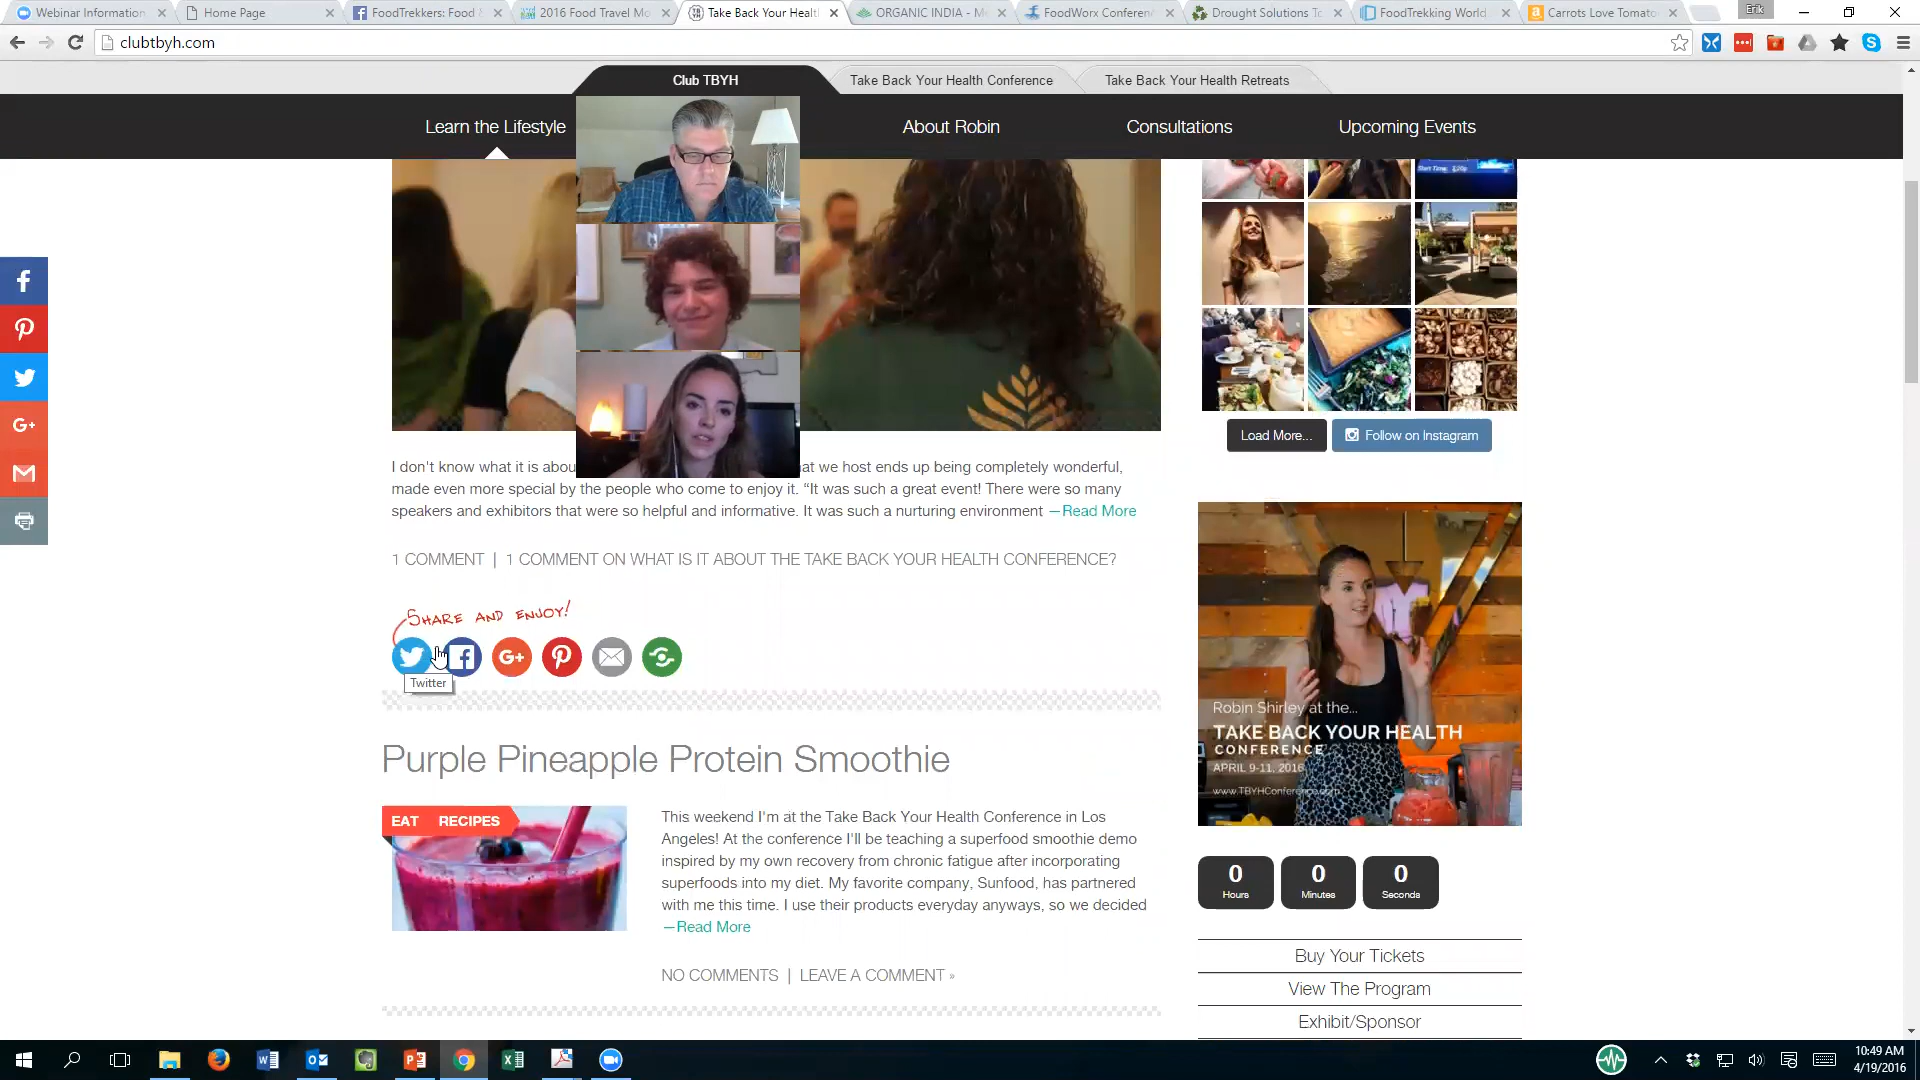 Webinar Information
Home Page
FoodTrekkers: Food &
2016 Food Travel Mo
Take Back Your Healt
ORGANIC INDIA - M
FoodWorx Conferen
Drought Solutions To
FoodTrekking World
Carrots Love Tomato
Erik
clubtbyh.com
Club TBYH
Take Back Your Health Conference
Take Back Your Health Retreats
Learn the Lifestyle
About Robin
Consultations
Upcoming Events
Start Time: 6:20p
Load More...
Follow on Instagram
I don't know what it is abou at we host ends up being completely wonderful,
made even more special by the people who come to enjoy it. “It was such a great event! There were so many
speakers and exhibitors that were so helpful and informative. It was such a nurturing environment —Read More
1 COMMENT | 1 COMMENT ON WHAT IS IT ABOUT THE TAKE BACK YOUR HEALTH CONFERENCE?
SHARE AND ENJOY!
Twitter
Robin Shirley at the...
TAKE BACK YOUR HEALTH
CONFERENCE
APRIL 9-11, 2016
www.TBYHConference.com
Purple Pineapple Protein Smoothie
EAT RECIPES
This weekend I'm at the Take Back Your Health Conference in Los
Angeles! At the conference I'll be teaching a superfood smoothie demo
inspired by my own recovery from chronic fatigue after incorporating
superfoods into my diet. My favorite company, Sunfood, has partnered
with me this time. I use their products everyday anyways, so we decided
—Read More
NO COMMENTS | LEAVE A COMMENT »
0 0 0
Hours Minutes Seconds
Buy Your Tickets
View The Program
Exhibit/Sponsor
10:49 AM
4/19/2016